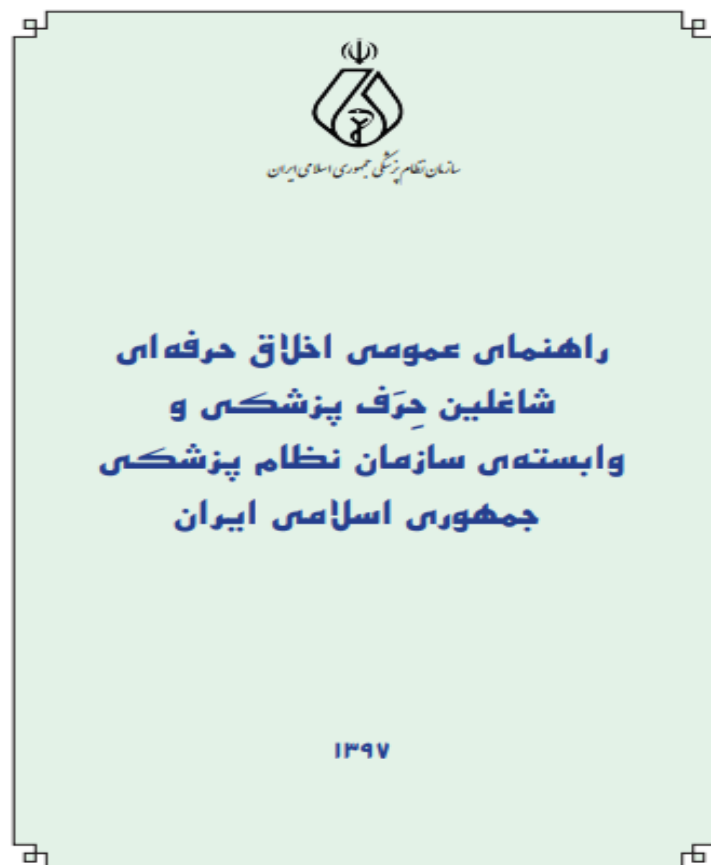 سازمان نظام پزشکی جمهوری اسلامی ایران
راهنمای عمومی اخلاق حرفه‌ای
شاغلین حِرَف پزشکی و
وابسته‌ی سازمان نظام پزشکی
جمهوری اسلامی ایران
۱۳۹۷